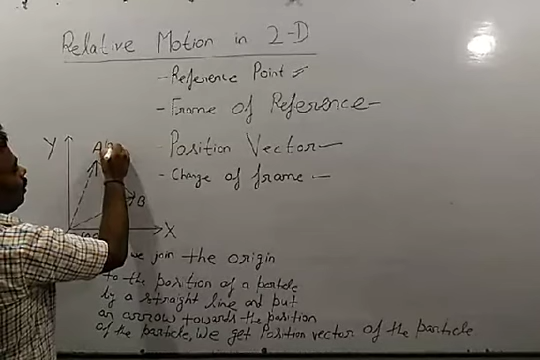 Relative Motion in 2-D
- Reference Point
- Frame of Reference
- Position Vector
- Change of frame
Y
A
B
X
we join the origin
to the position of a particle
by a straight line and put
an arrow towards the position
of the particle, we get Position vector of the particle